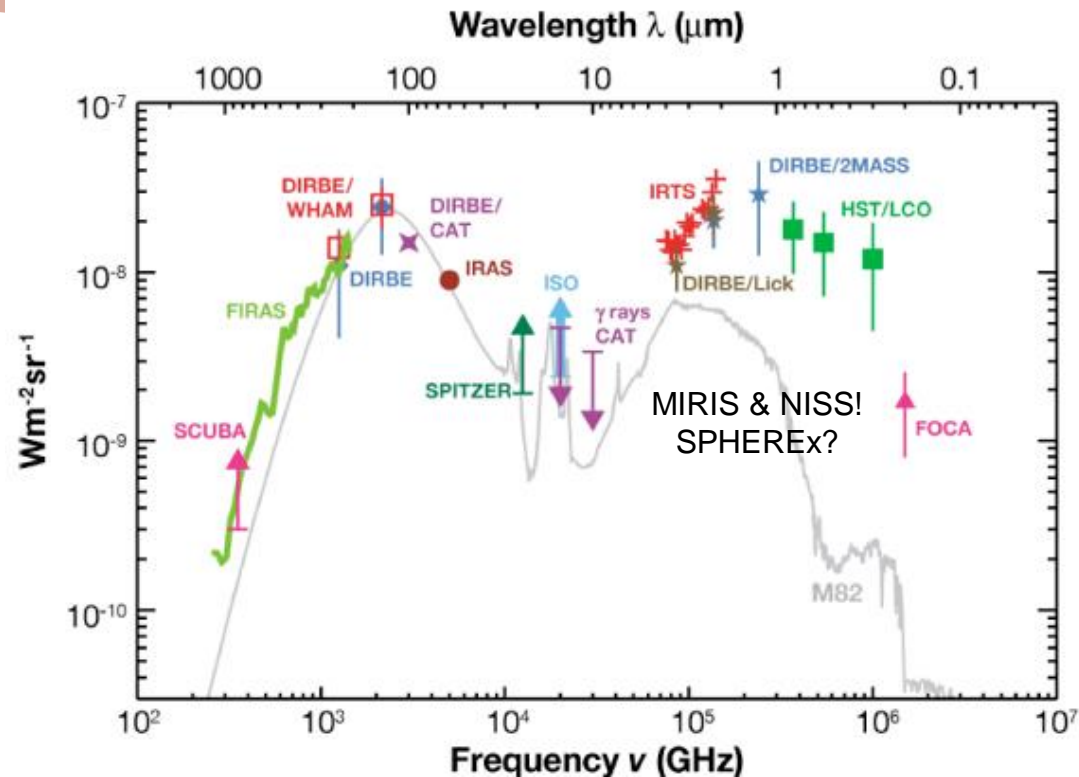 Wavelength λ (μm)
1000 100 10 1 0.1
10⁻⁷
10⁻⁸
10⁻⁹
10⁻¹⁰
Wm⁻²sr⁻¹
DIRBE/
WHAM
DIRBE/
CAT
DIRBE
IRAS
FIRAS
SCUBA
SPITZER
ISO
γ rays
CAT
IRTS
DIRBE/2MASS
HST/LCO
DIRBE/Lick
MIRIS & NISS!
SPHEREx?
FOCA
M82
10² 10³ 10⁴ 10⁵ 10⁶ 10⁷
Frequency ν (GHz)